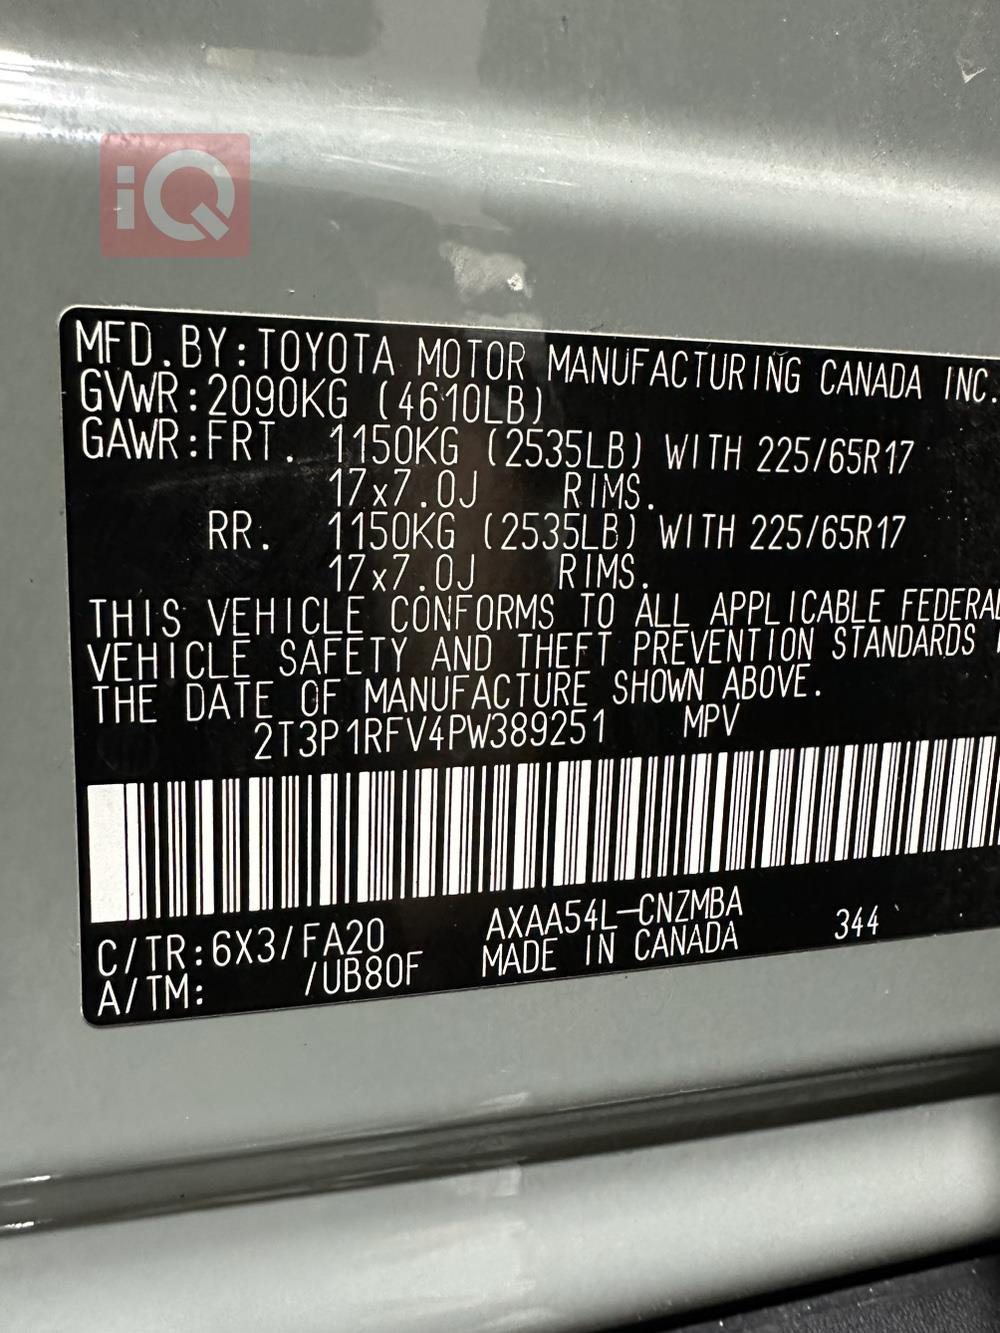 iQ
MFD.BY:TOYOTA MOTOR MANUFACTURING CANADA INC.
GVWR:2090KG (4610LB)
GAWR:FRT. 1150KG (2535LB) WITH 225/65R17
17x7.0J RIMS.
RR. 1150KG (2535LB) WITH 225/65R17
17x7.0J RIMS.
THIS VEHICLE CONFORMS TO ALL APPLICABLE FEDERAL
VEHICLE SAFETY AND THEFT PREVENTION STANDARDS
THE DATE OF MANUFACTURE SHOWN ABOVE.
2T3P1RFV4PW389251 MPV
C/TR:6X3/FA20 AXAA54L-CNZMBA 344
A/TM: /UB80F MADE IN CANADA